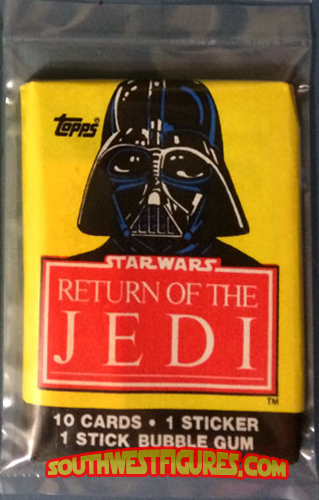 topps®
STAR WARS
RETURN OF THE
JEDI
TM
10 CARDS • 1 STICKER
1 STICK BUBBLE GUM
SOUTHWESTFIGURES.COM